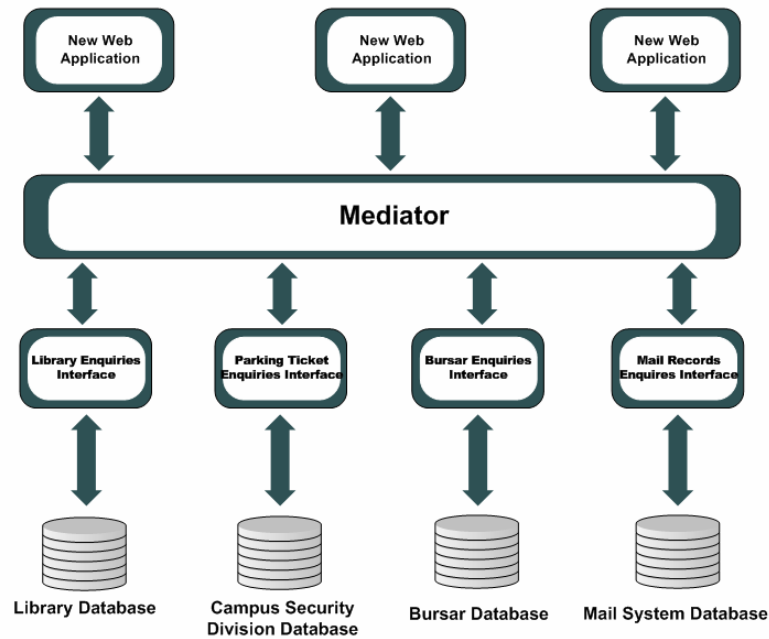 New Web
Application
New Web
Application
New Web
Application
Mediator
Library Enquiries
Interface
Parking Ticket
Enquiries Interface
Bursar Enquiries
Interface
Mail Records
Enquires Interface
Library Database
Campus Security
Division Database
Bursar Database
Mail System Database